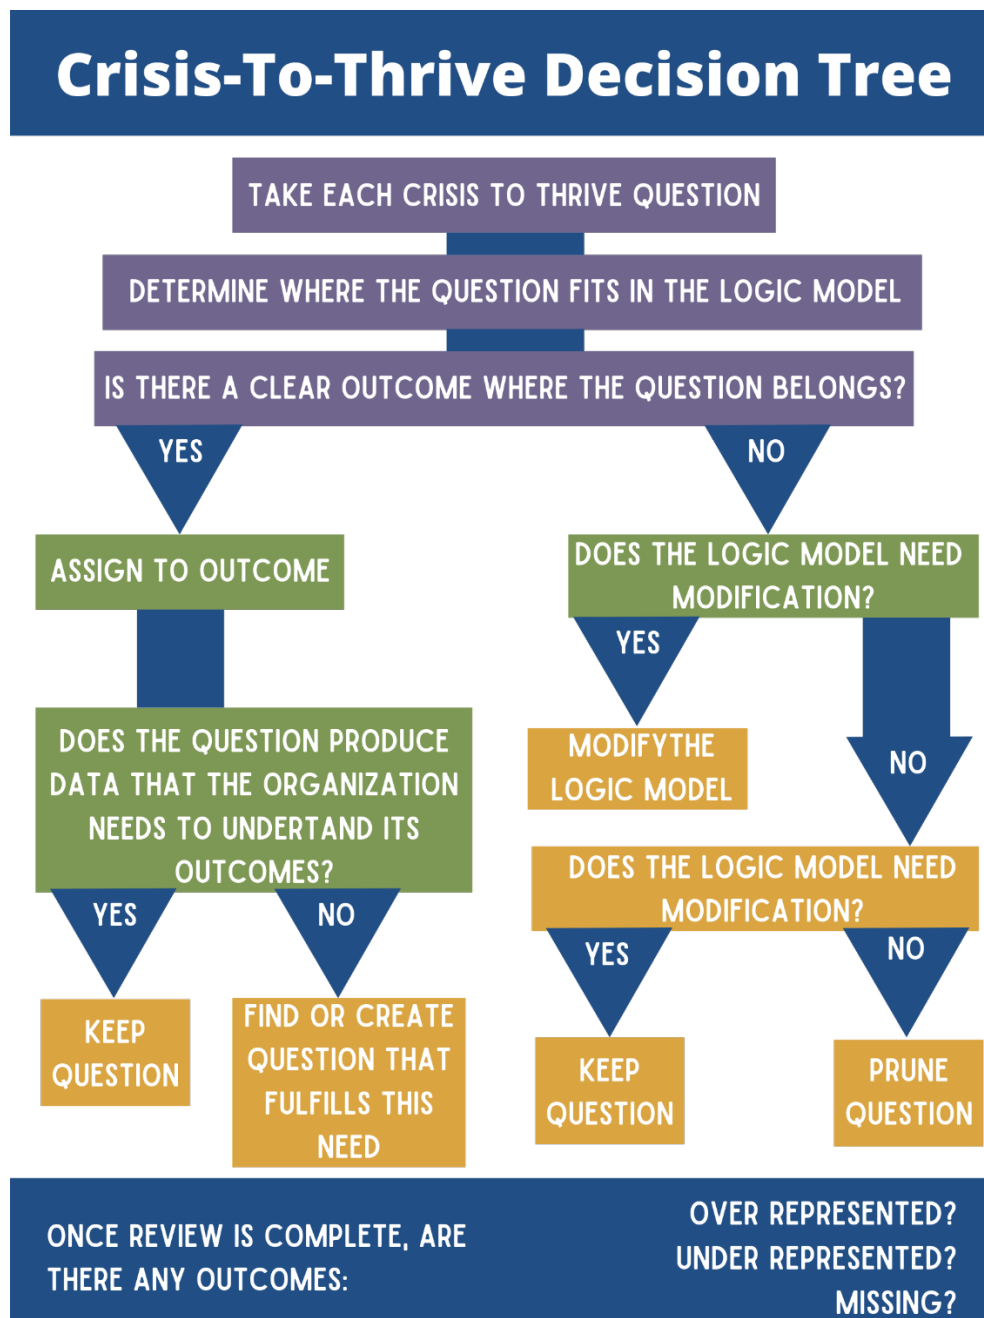 Crisis-To-Thrive Decision Tree
TAKE EACH CRISIS TO THRIVE QUESTION
DETERMINE WHERE THE QUESTION FITS IN THE LOGIC MODEL
IS THERE A CLEAR OUTCOME WHERE THE QUESTION BELONGS?
YES
NO
ASSIGN TO OUTCOME
DOES THE LOGIC MODEL NEED
MODIFICATION?
YES
NO
MODIFYTHE
LOGIC MODEL
DOES THE QUESTION PRODUCE
DATA THAT THE ORGANIZATION
NEEDS TO UNDERTAND ITS
OUTCOMES?
YES
NO
KEEP
QUESTION
FIND OR CREATE
QUESTION THAT
FULFILLS THIS
NEED
DOES THE LOGIC MODEL NEED
MODIFICATION?
YES
NO
KEEP
QUESTION
PRUNE
QUESTION
ONCE REVIEW IS COMPLETE, ARE
THERE ANY OUTCOMES:
OVER REPRESENTED?
UNDER REPRESENTED?
MISSING?